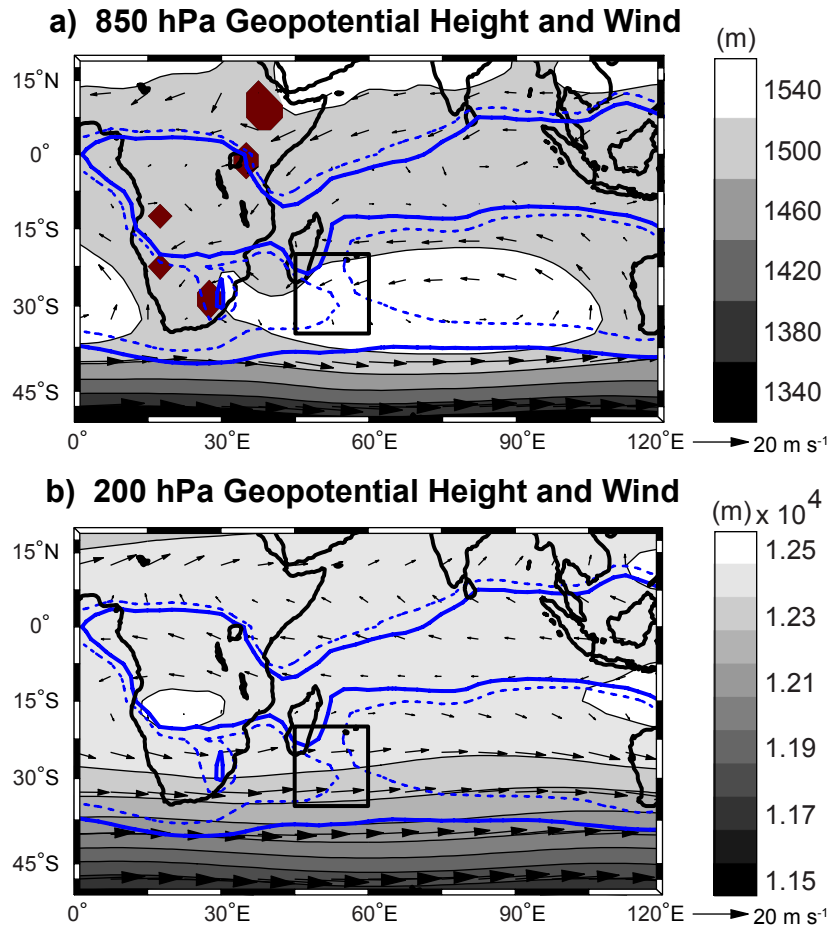 a) 850 hPa Geopotential Height and Wind
(m)
15°N
0°
15°S
30°S
45°S
0° 30°E 60°E 90°E 120°E
1540
1500
1460
1420
1380
1340
20 m s-1
b) 200 hPa Geopotential Height and Wind
(m) x 10^4
15°N
0°
15°S
30°S
45°S
0° 30°E 60°E 90°E 120°E
1.25
1.23
1.21
1.19
1.17
1.15
20 m s-1